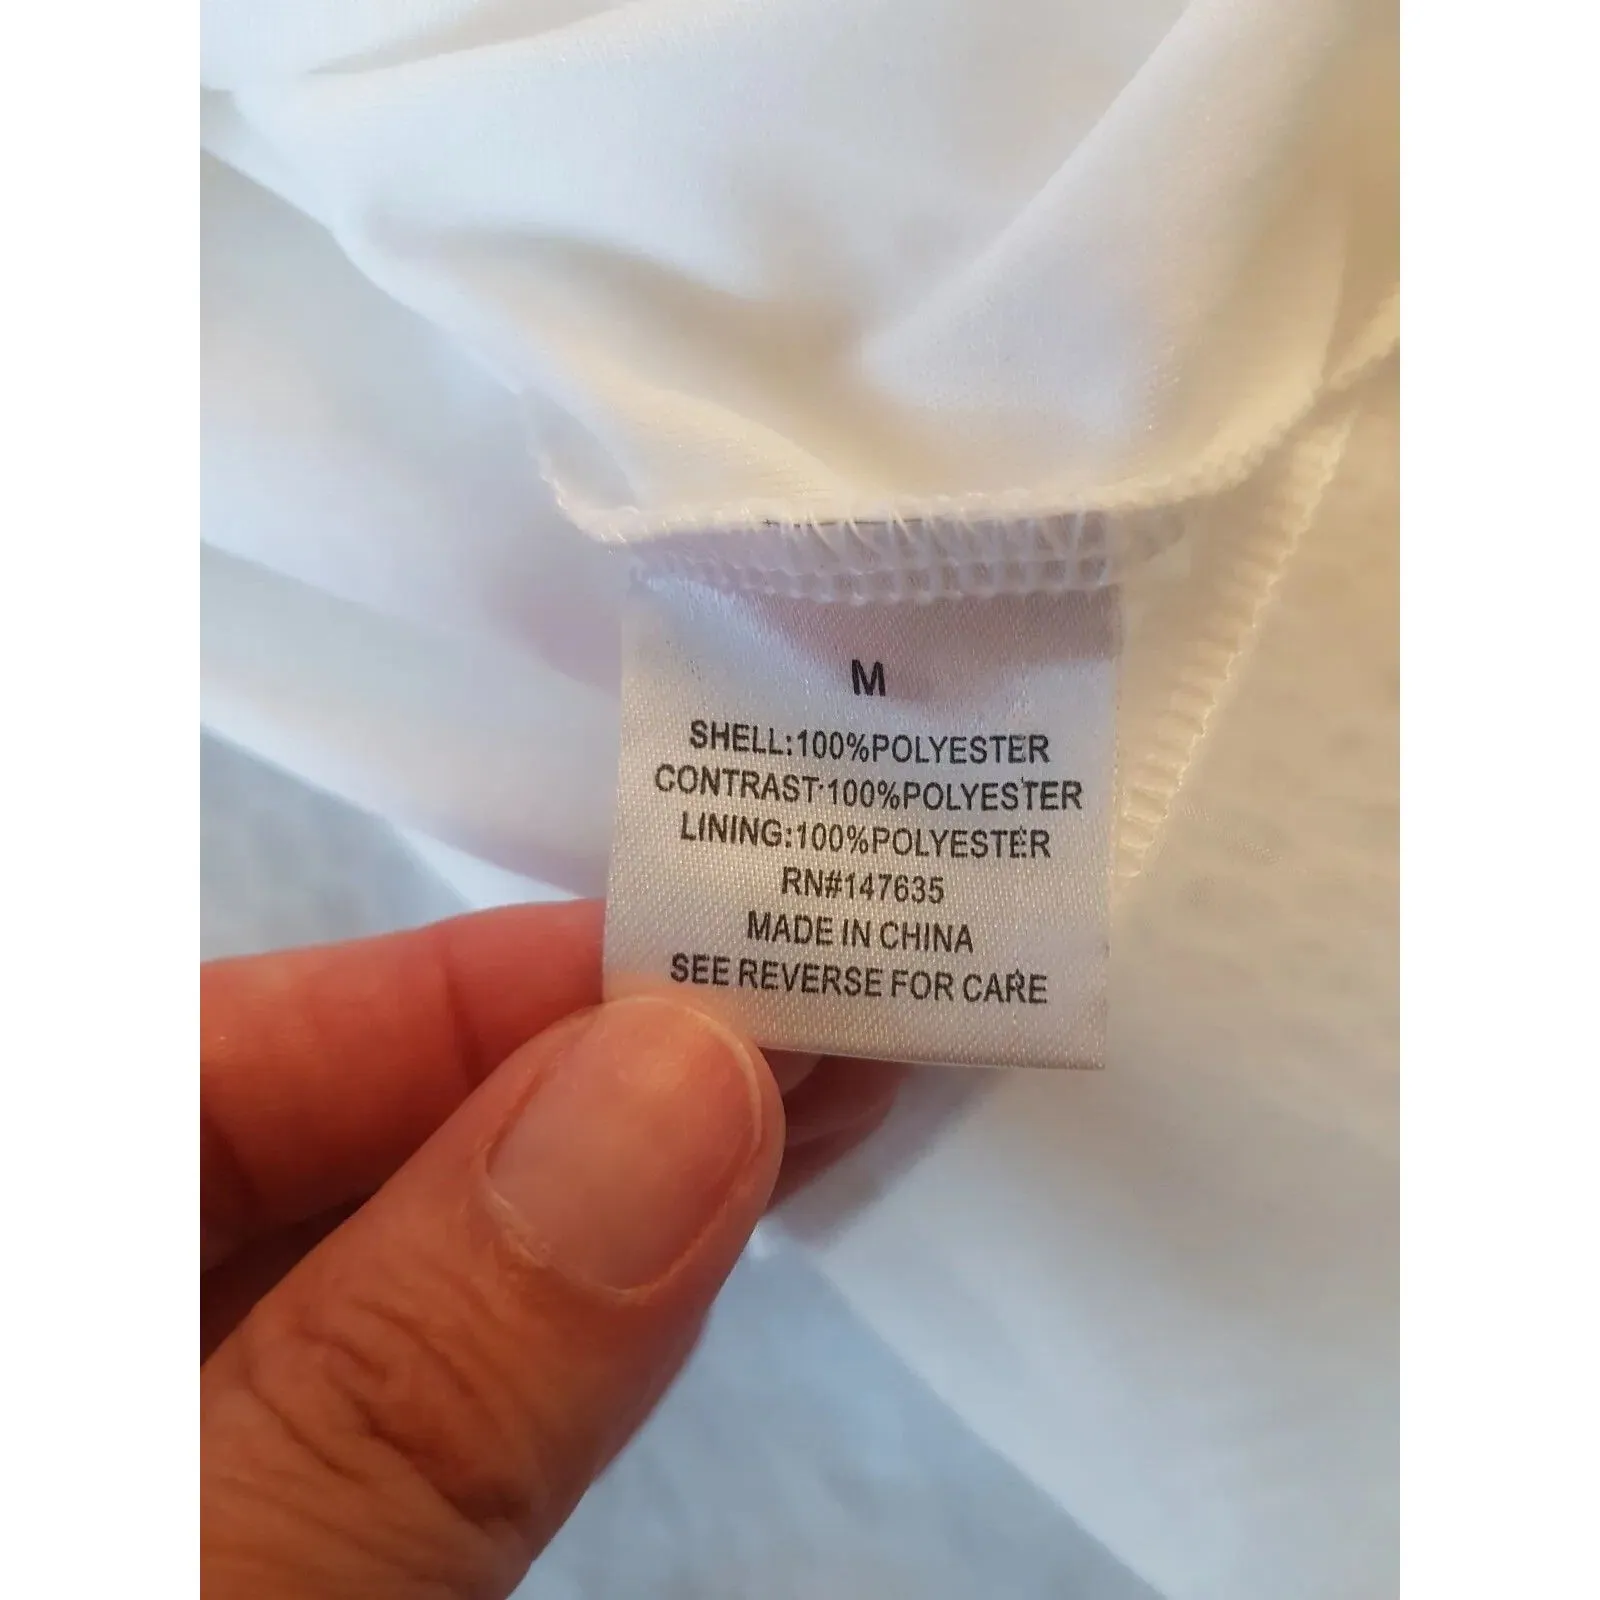 M
SHELL:100%POLYESTER
CONTRAST:100%POLYESTER
LINING:100%POLYESTER
RN#147635
MADE IN CHINA
SEE REVERSE FOR CARE